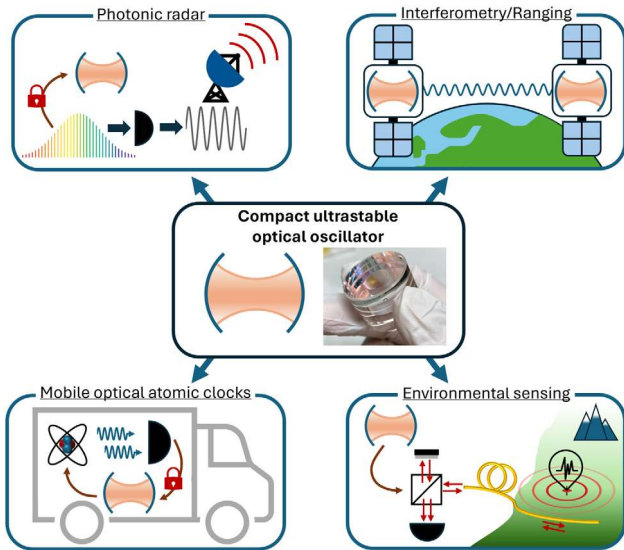 Photonic radar
Interferometry/Ranging
Compact ultrastable
optical oscillator
Mobile optical atomic clocks
Environmental sensing